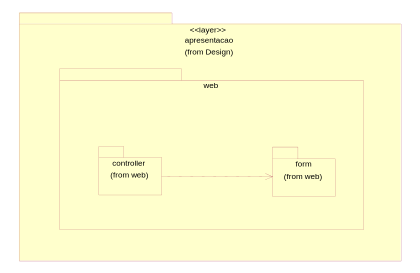 <<layer>>
apresentacao
(from Design)
web
controller
(from web)
form
(from web)